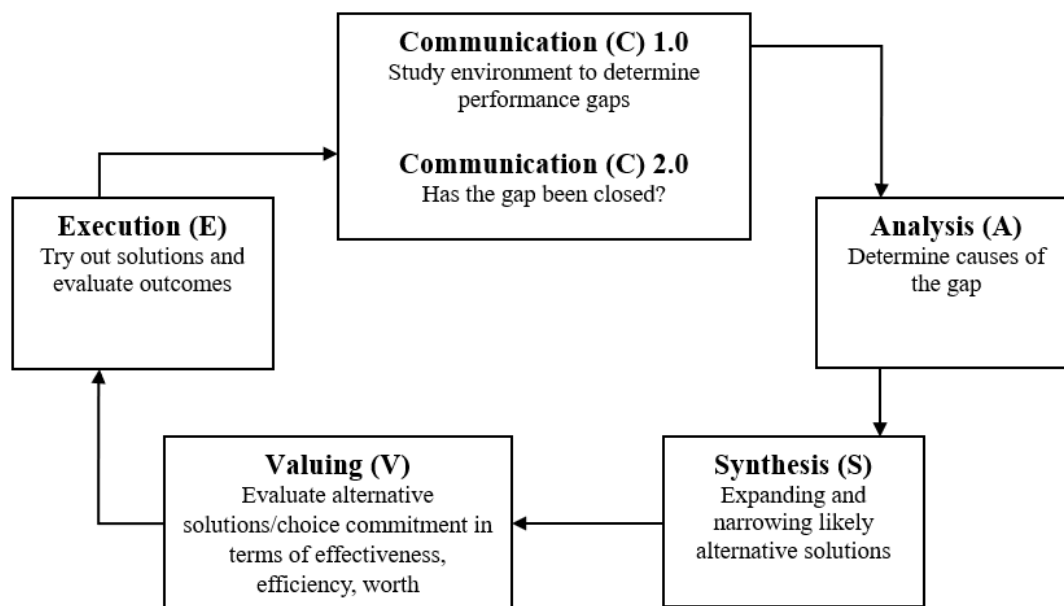 Communication (C) 1.0
Study environment to determine
performance gaps
Communication (C) 2.0
Has the gap been closed?
Execution (E)
Try out solutions and
evaluate outcomes
Analysis (A)
Determine causes of
the gap
Valuing (V)
Evaluate alternative
solutions/choice commitment in
terms of effectiveness,
efficiency, worth
Synthesis (S)
Expanding and
narrowing likely
alternative solutions